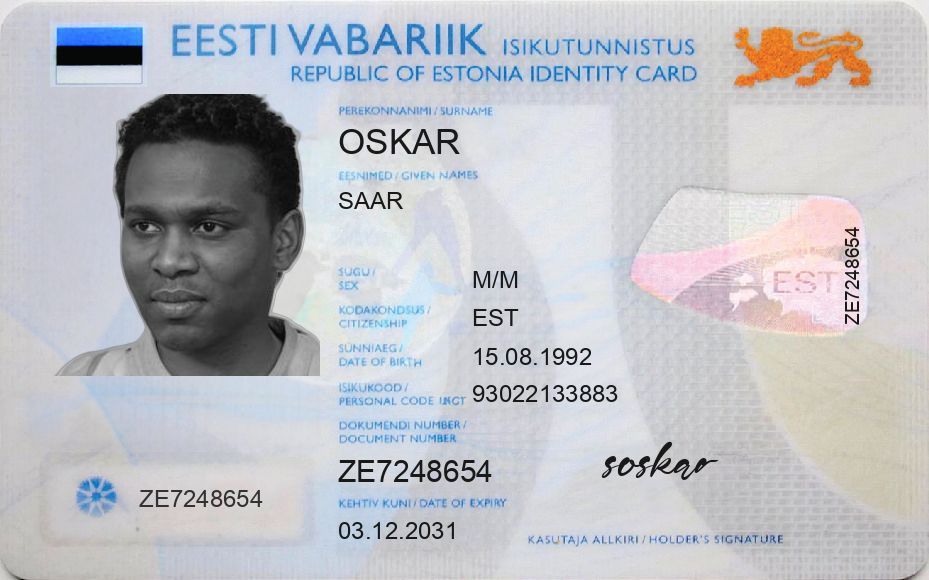 EESTI VABARIIK ISIKUTUNNISTUS
REPUBLIC OF ESTONIA IDENTITY CARD
PEREKONNANIMI / SURNAME
OSKAR
EESNIMED / GIVEN NAMES
SAAR
SUGU /
SEX
M/M
KODAKONDSUS /
CITIZENSHIP
EST
SÜNNIAEG /
DATE OF BIRTH
15.08.1992
ISIKUKOOD /
PERSONAL CODE
93022133883
DOKUMENDI NUMBER /
DOCUMENT NUMBER
ZE7248654
KEHTIV KUNI / DATE OF EXPIRY
03.12.2031
ZE7248654
EST
ZE7248654
soskar
KASUTAJA ALLKIRI / HOLDER'S SIGNATURE